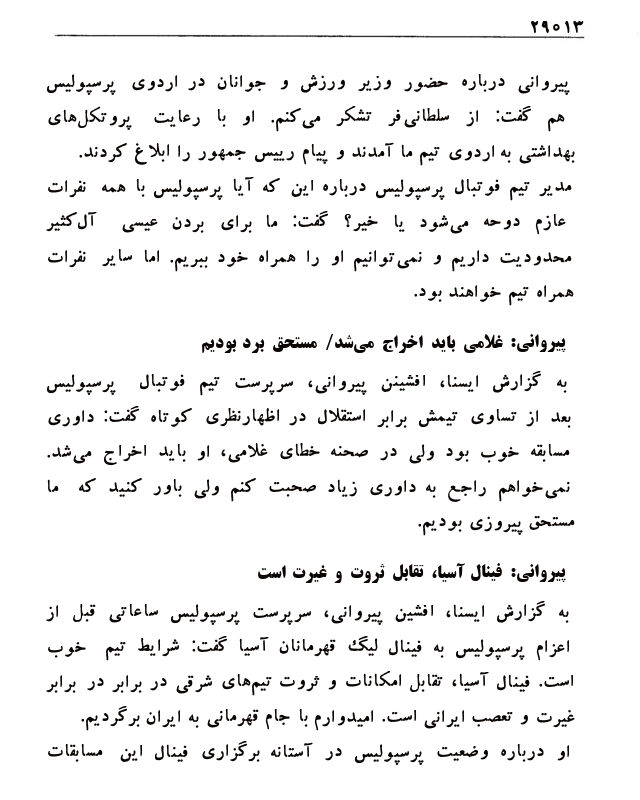 ۲۹۰۱۳
پیروانی درباره حضور وزیر ورزش و جوانان در اردوی پرسپولیس
هم گفت: از سلطانی‌فر تشکر می‌کنم. او با رعایت پروتکل‌های
بهداشتی به اردوی تیم ما آمدند و پیام رییس جمهور را ابلاغ کردند.
مدیر تیم فوتبال پرسپولیس درباره این که آیا پرسپولیس با همه نفرات
عازم دوحه می‌شود یا خیر؟ گفت: ما برای بردن عیسی آل‌کثیر
محدودیت داریم و نمی‌توانیم او را همراه خود ببریم. اما سایر نفرات
همراه تیم خواهند بود.
پیروانی: غلامی باید اخراج می‌شد/ مستحق برد بودیم
به گزارش ایسنا، افشینن پیروانی، سرپرست تیم فوتبال پرسپولیس
بعد از تساوی تیمش برابر استقلال در اظهارنظری کوتاه گفت: داوری
مسابقه خوب بود ولی در صحنه خطای غلامی، او باید اخراج می‌شد.
نمی‌خواهم راجع به داوری زیاد صحبت کنم ولی باور کنید که ما
مستحق پیروزی بودیم.
پیروانی: فینال آسیا، تقابل ثروت و غیرت است
به گزارش ایسنا، افشین پیروانی، سرپرست پرسپولیس ساعاتی قبل از
اعزام پرسپولیس به فینال لیگ قهرمانان آسیا گفت: شرایط تیم خوب
است. فینال آسیا، تقابل امکانات و ثروت تیم‌های شرقی در برابر در برابر
غیرت و تعصب ایرانی است. امیدوارم با جام قهرمانی به ایران برگردیم.
او درباره وضعیت پرسپولیس در آستانه برگزاری فینال این مسابقات